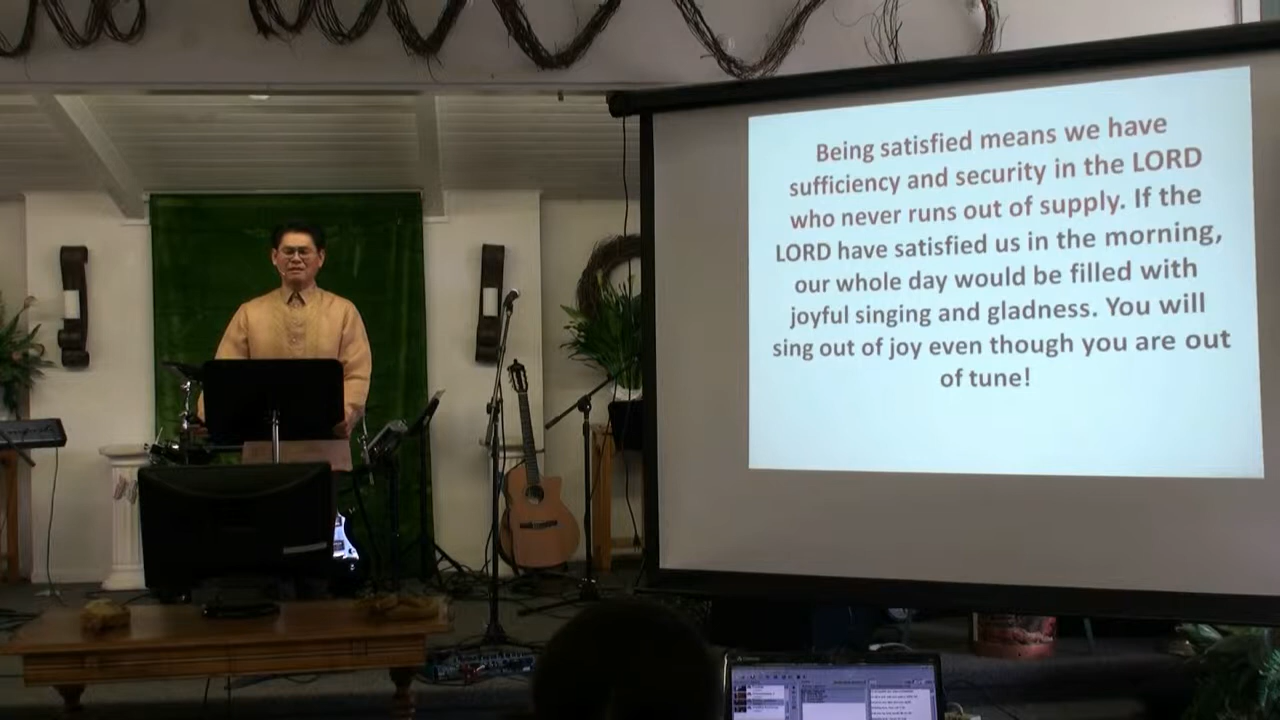 Being satisfied means we have
sufficiency and security in the LORD
who never runs out of supply. If the
LORD have satisfied us in the morning,
our whole day would be filled with
joyful singing and gladness. You will
sing out of joy even though you are out
of tune!